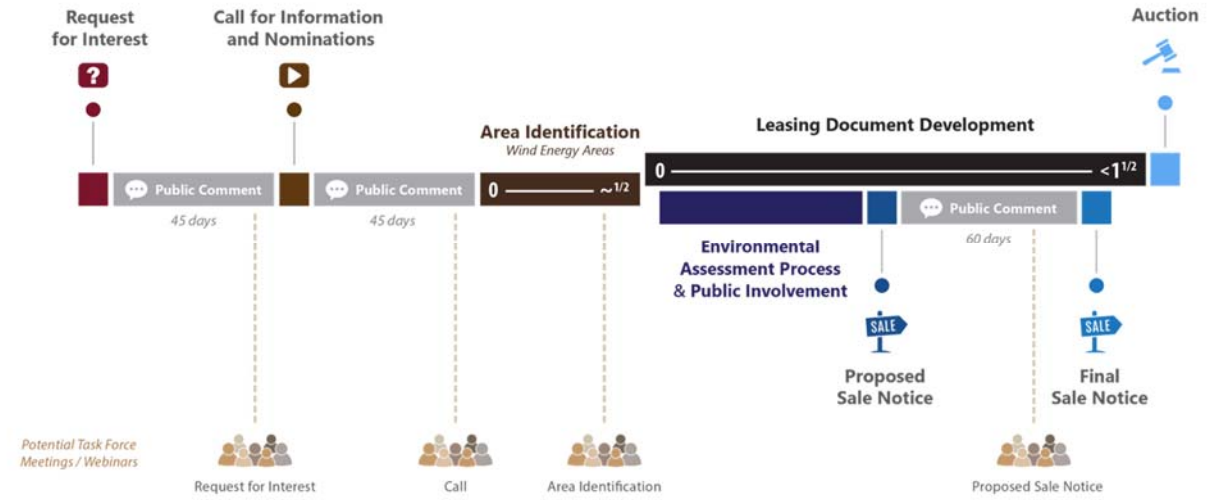 Request
for Interest
?
Call for Information
and Nominations
Auction
Area Identification
Wind Energy Areas
Leasing Document Development
0
<1 1/2
Public Comment
45 days
Public Comment
45 days
0
~1/2
Public Comment
60 days
Environmental
Assessment Process
& Public Involvement
SALE
Proposed
Sale Notice
SALE
Final
Sale Notice
Potential Task Force
Meetings / Webinars
Request for Interest
Call
Area Identification
Proposed Sale Notice